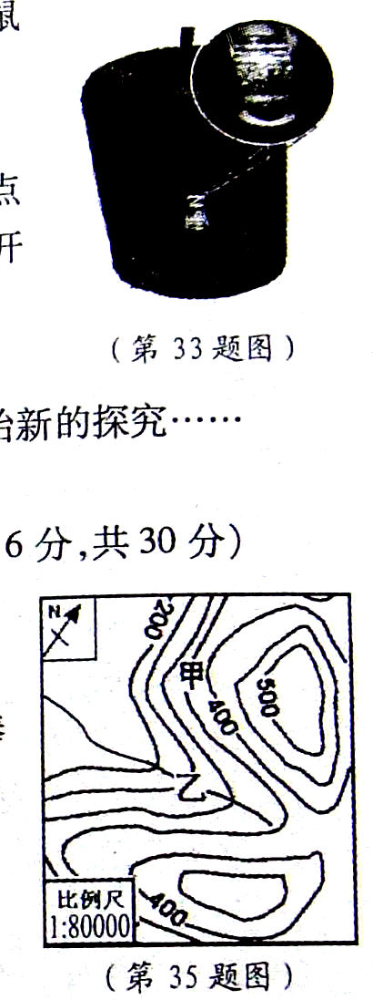 鼠
点
开
N
(第 33 题图)
始新的探究……
6 分,共 30 分)
N
200
甲
400
500
乙
400
比例尺
1:80000
(第 35 题图)